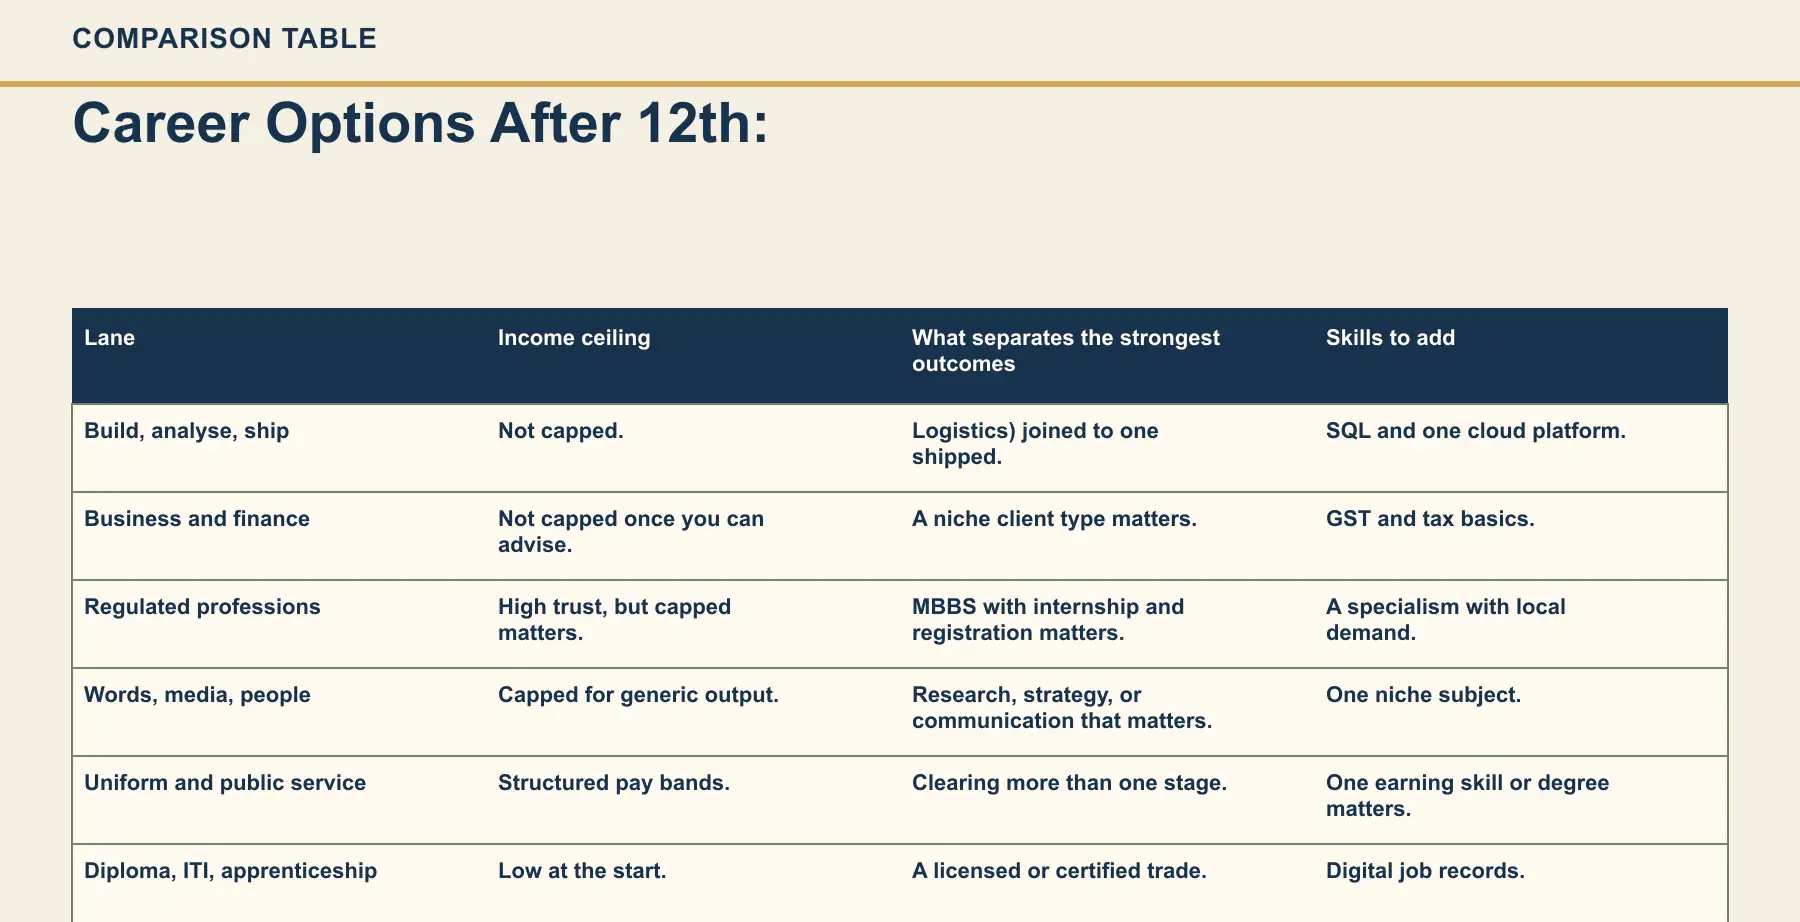 COMPARISON TABLE
Career Options After 12th:
Lane
Income ceiling
What separates the strongest
outcomes
Skills to add
Build, analyse, ship
Not capped.
Logistics) joined to one
shipped.
SQL and one cloud platform.
Business and finance
Not capped once you can
advise.
A niche client type matters.
GST and tax basics.
Regulated professions
High trust, but capped
matters.
MBBS with internship and
registration matters.
A specialism with local
demand.
Words, media, people
Capped for generic output.
Research, strategy, or
communication that matters.
One niche subject.
Uniform and public service
Structured pay bands.
Clearing more than one stage.
One earning skill or degree
matters.
Diploma, ITI, apprenticeship
Low at the start.
A licensed or certified trade.
Digital job records.